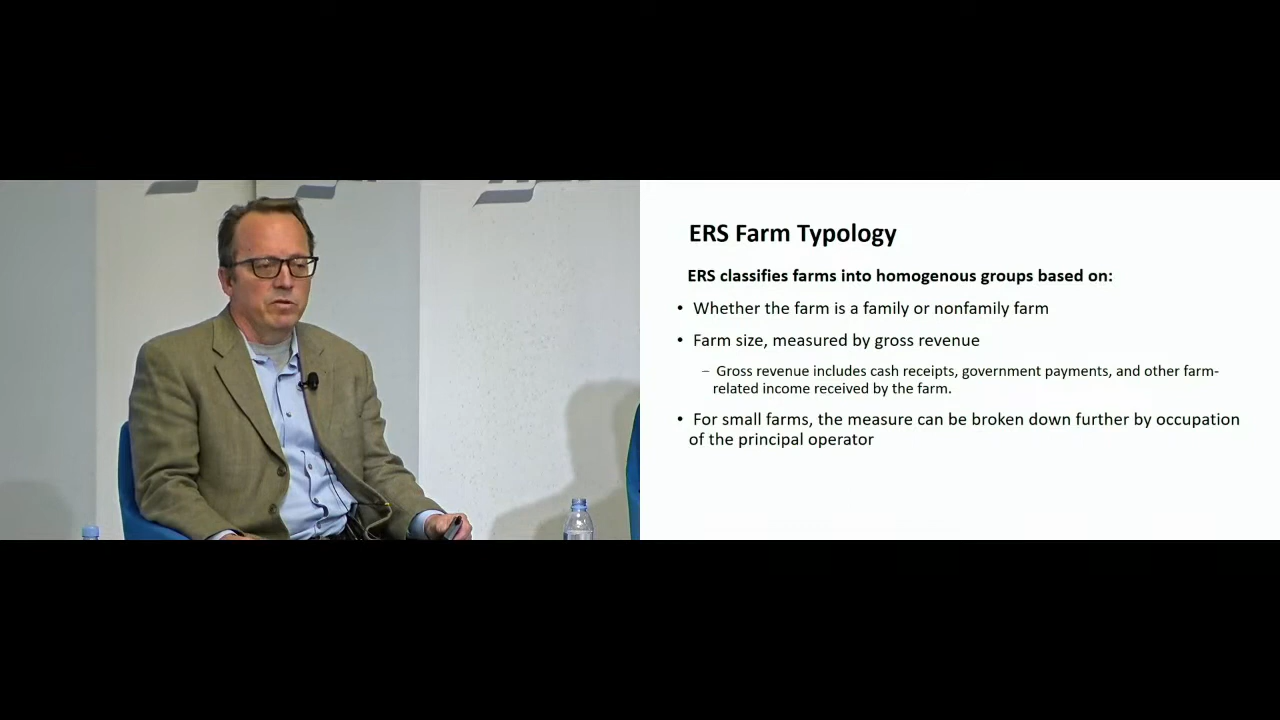 ERS Farm Typology
ERS classifies farms into homogenous groups based on:
• Whether the farm is a family or nonfamily farm
• Farm size, measured by gross revenue
– Gross revenue includes cash receipts, government payments, and other farm-
related income received by the farm.
• For small farms, the measure can be broken down further by occupation
of the principal operator